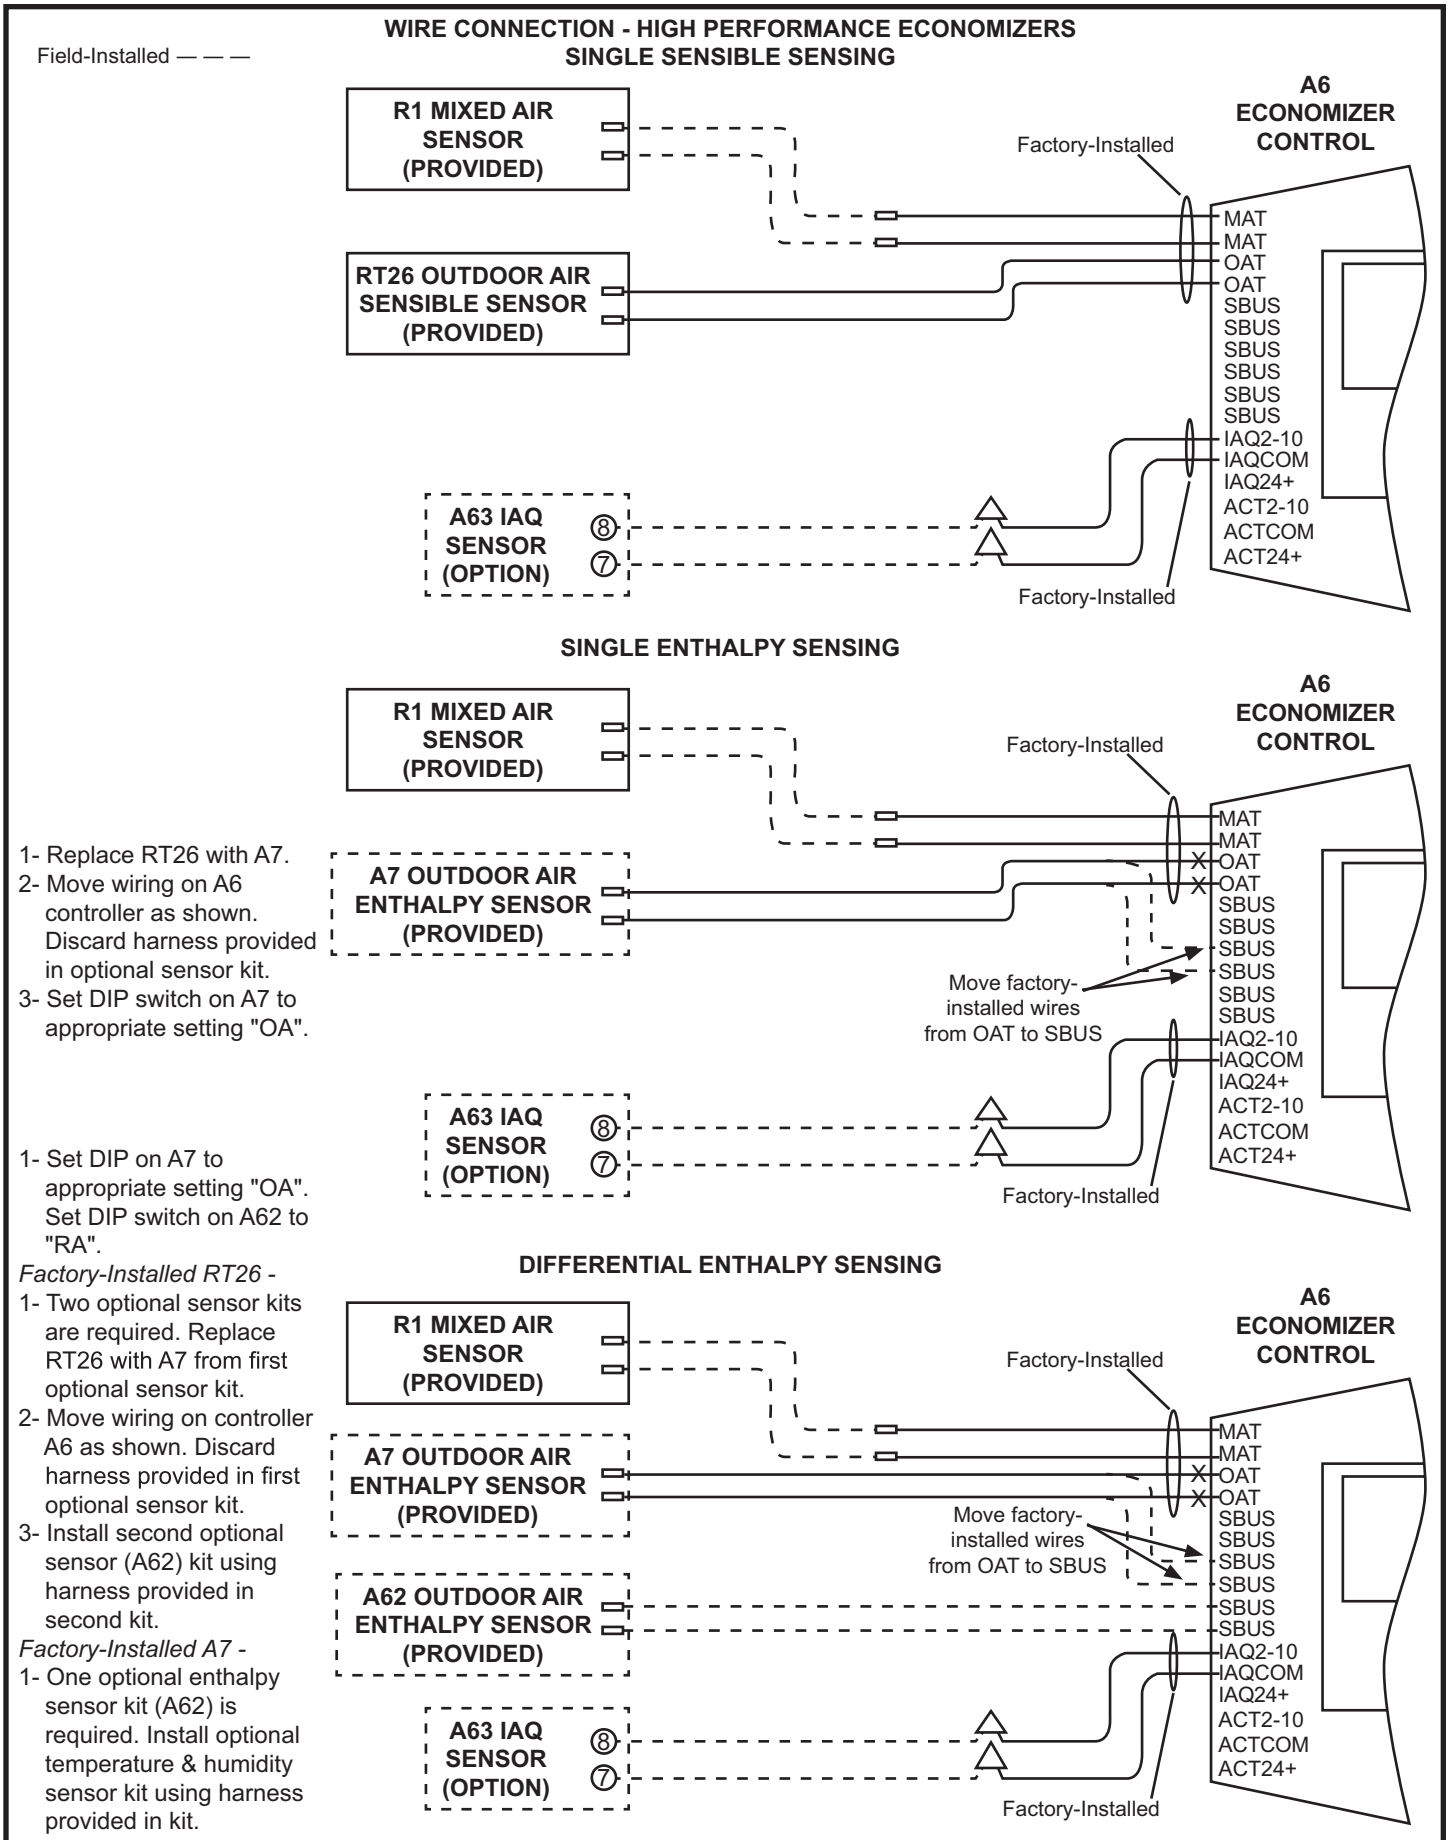 WIRE CONNECTION - HIGH PERFORMANCE ECONOMIZERS
SINGLE SENSIBLE SENSING
Field-Installed — — —
R1 MIXED AIR
SENSOR
(PROVIDED)
RT26 OUTDOOR AIR
SENSIBLE SENSOR
(PROVIDED)
A63 IAQ
SENSOR
(OPTION)
8
7
Factory-Installed
Factory-Installed
A6
ECONOMIZER
CONTROL
MAT
MAT
OAT
OAT
SBUS
SBUS
SBUS
SBUS
SBUS
SBUS
IAQ2-10
IAQCOM
IAQ24+
ACT2-10
ACTCOM
ACT24+
SINGLE ENTHALPY SENSING
1- Replace RT26 with A7.
2- Move wiring on A6
controller as shown.
Discard harness provided
in optional sensor kit.
3- Set DIP switch on A7 to
appropriate setting "OA".
R1 MIXED AIR
SENSOR
(PROVIDED)
A7 OUTDOOR AIR
ENTHALPY SENSOR
(PROVIDED)
A63 IAQ
SENSOR
(OPTION)
8
7
Factory-Installed
X
X
Move factory-
installed wires
from OAT to SBUS
Factory-Installed
A6
ECONOMIZER
CONTROL
MAT
MAT
OAT
OAT
SBUS
SBUS
SBUS
SBUS
SBUS
SBUS
IAQ2-10
IAQCOM
IAQ24+
ACT2-10
ACTCOM
ACT24+
DIFFERENTIAL ENTHALPY SENSING
1- Set DIP on A7 to
appropriate setting "OA".
Set DIP switch on A62 to
"RA".
Factory-Installed RT26 -
1- Two optional sensor kits
are required. Replace
RT26 with A7 from first
optional sensor kit.
2- Move wiring on controller
A6 as shown. Discard
harness provided in first
optional sensor kit.
3- Install second optional
sensor (A62) kit using
harness provided in
second kit.
Factory-Installed A7 -
1- One optional enthalpy
sensor kit (A62) is
required. Install optional
temperature & humidity
sensor kit using harness
provided in kit.
R1 MIXED AIR
SENSOR
(PROVIDED)
A7 OUTDOOR AIR
ENTHALPY SENSOR
(PROVIDED)
A62 OUTDOOR AIR
ENTHALPY SENSOR
(PROVIDED)
A63 IAQ
SENSOR
(OPTION)
8
7
Factory-Installed
X
X
Move factory-
installed wires
from OAT to SBUS
Factory-Installed
A6
ECONOMIZER
CONTROL
MAT
MAT
OAT
OAT
SBUS
SBUS
SBUS
SBUS
SBUS
SBUS
IAQ2-10
IAQCOM
IAQ24+
ACT2-10
ACTCOM
ACT24+